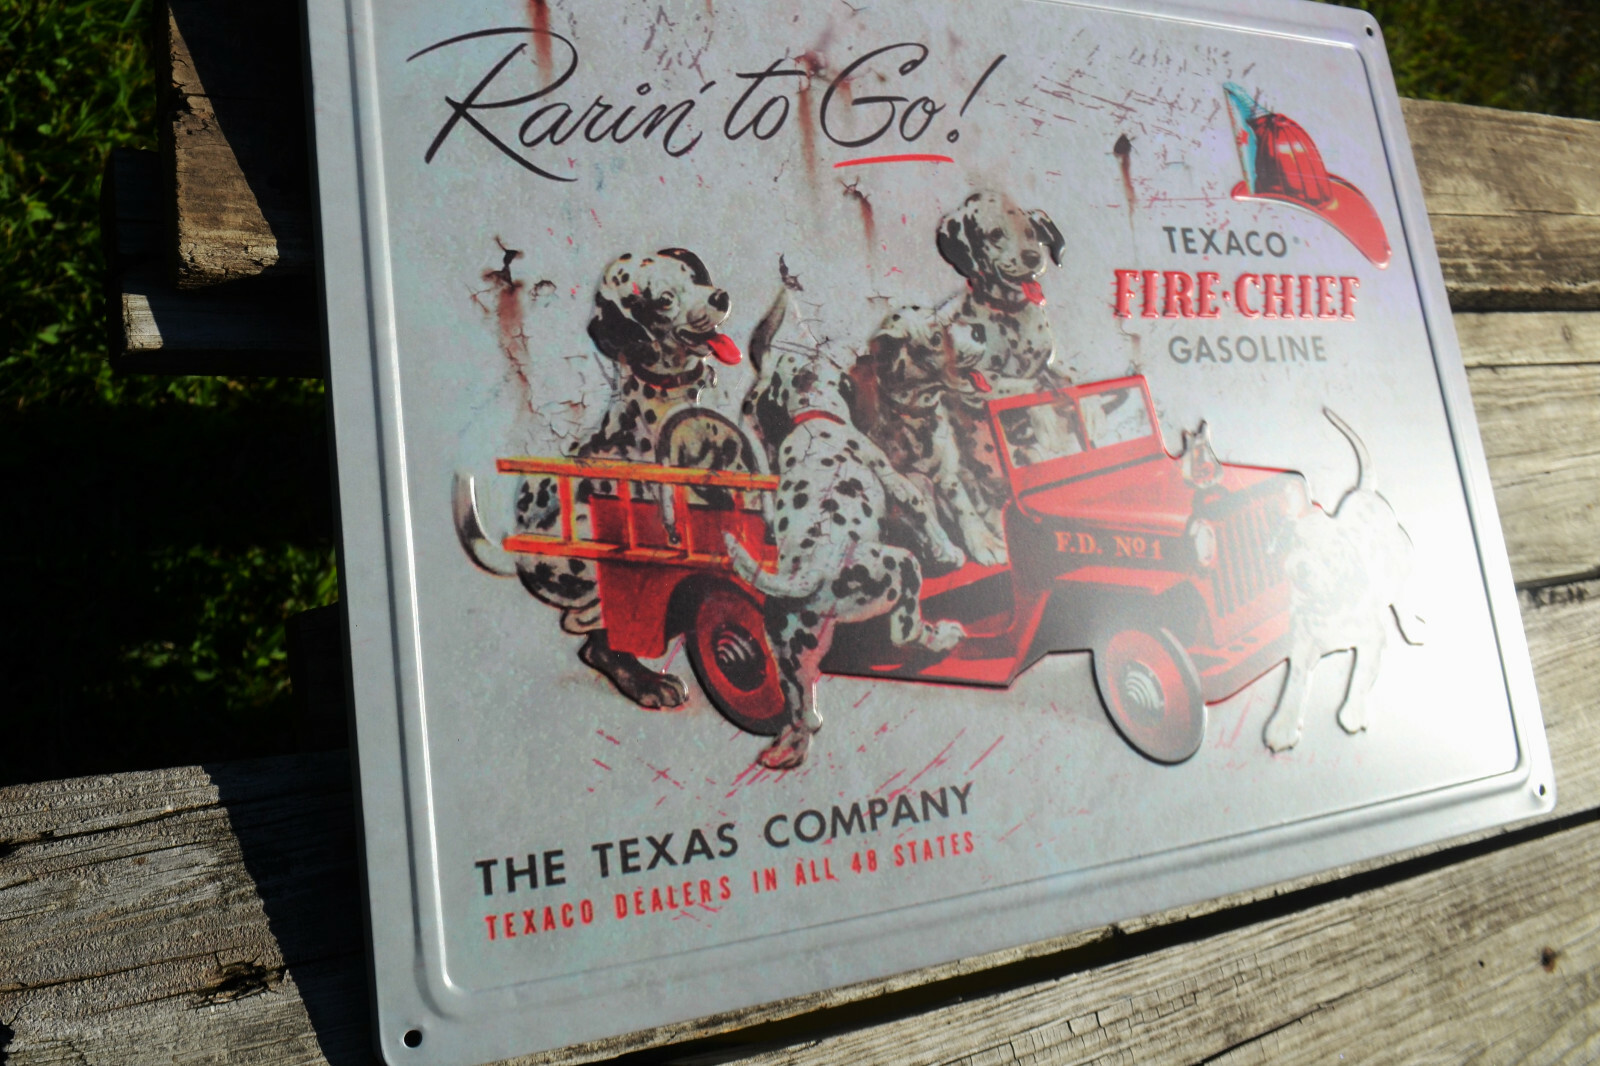 Rarin' to Go!
TEXACO®
FIRE-CHIEF
GASOLINE
F.D. Nº 1
THE TEXAS COMPANY
TEXACO DEALERS IN ALL 48 STATES